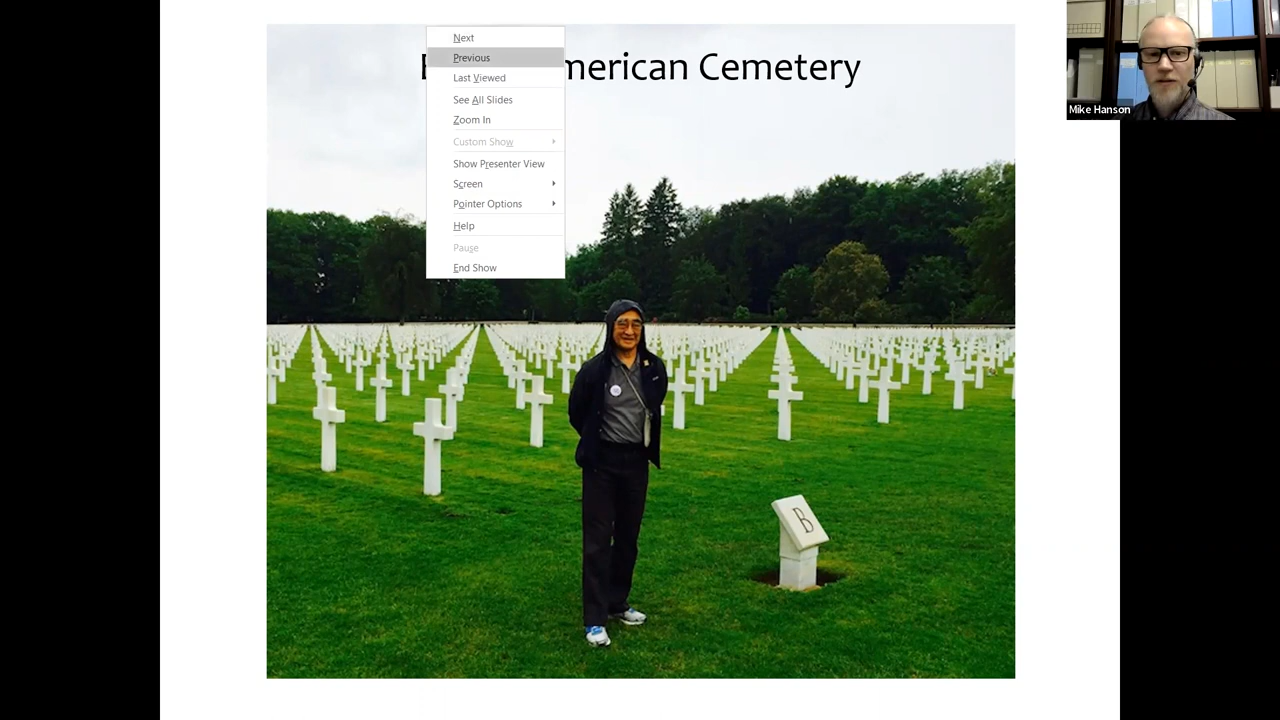 Next
Previous
Last Viewed
See All Slides
Zoom In
Custom Show
Show Presenter View
Screen
Pointer Options
Help
Pause
End Show
merican Cemetery
B
Mike Hanson